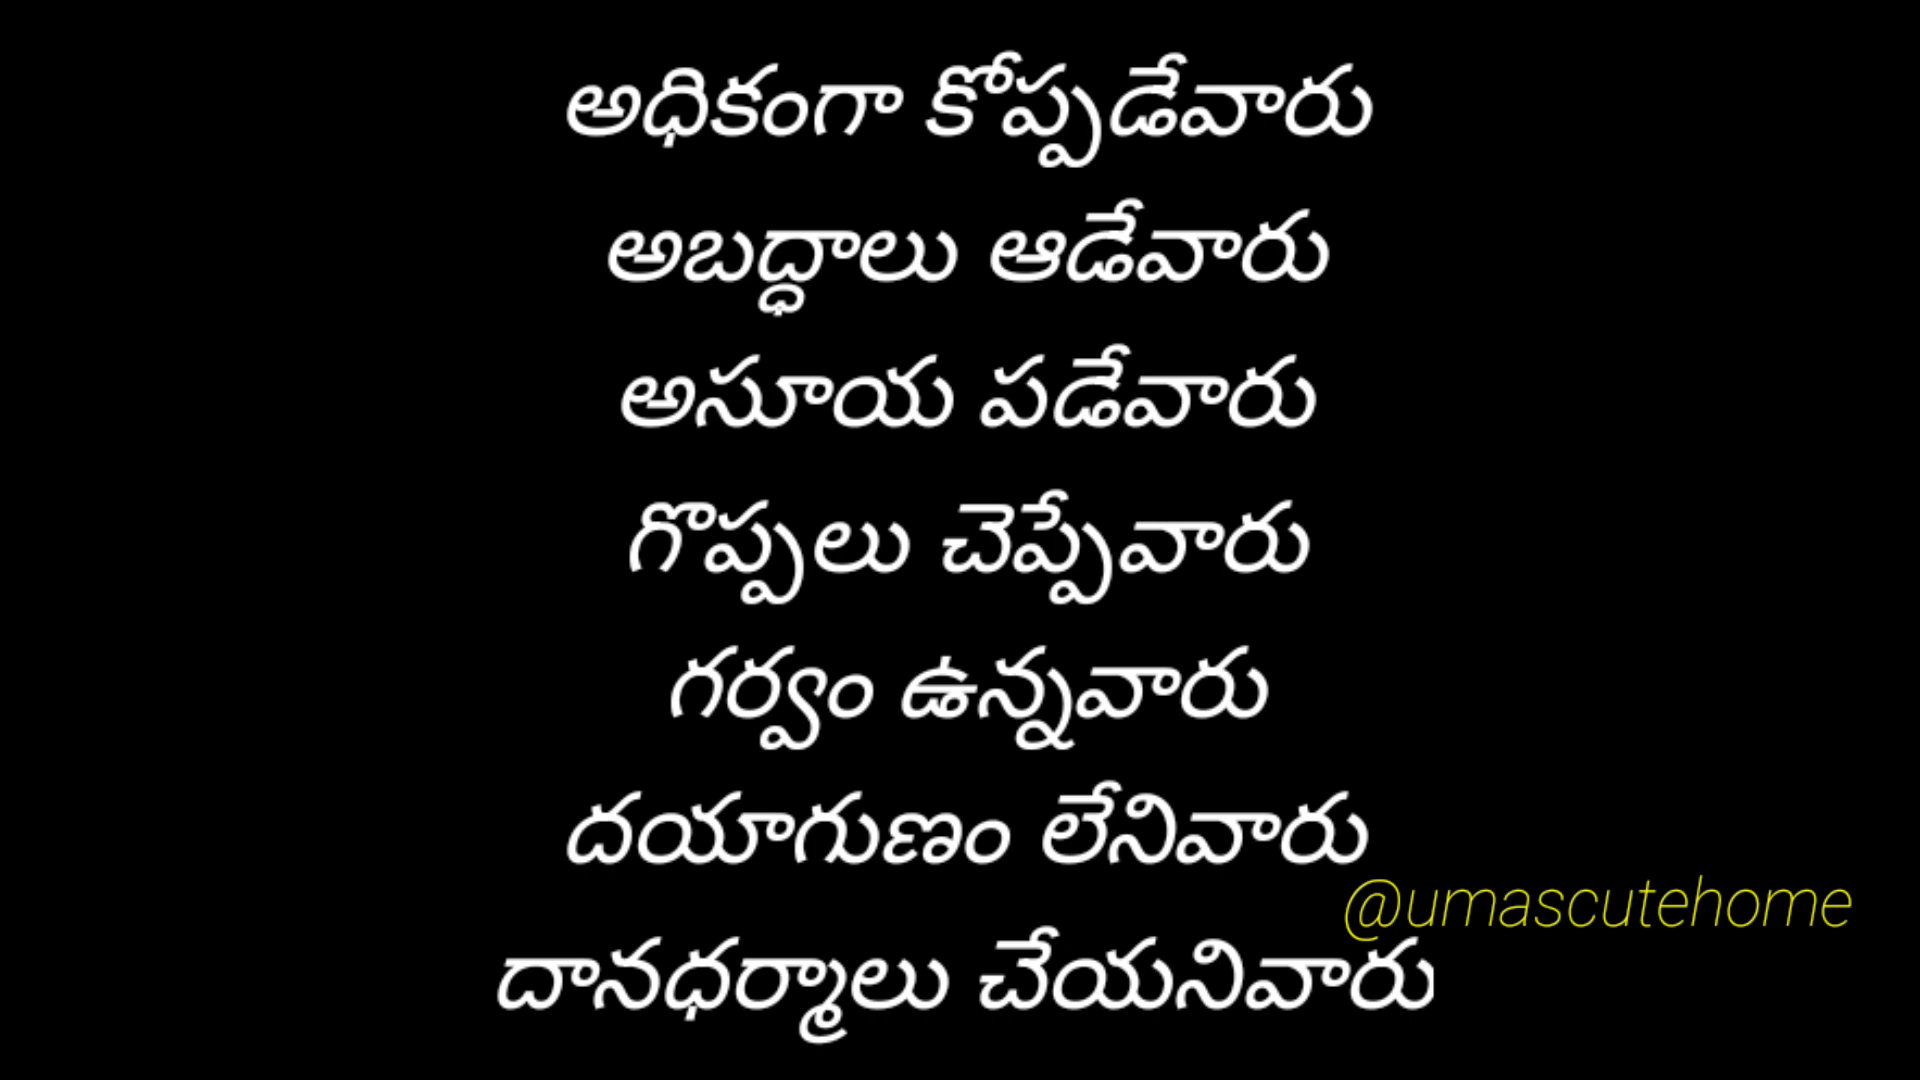 అధికంగా కోప్పడేవారు
అబద్ధాలు ఆడేవారు
అసూయ పడేవారు
గొప్పలు చెప్పేవారు
గర్వం ఉన్నవారు
దయాగుణం లేనివారు
@umascutehome
దానధర్మాలు చేయనివారు